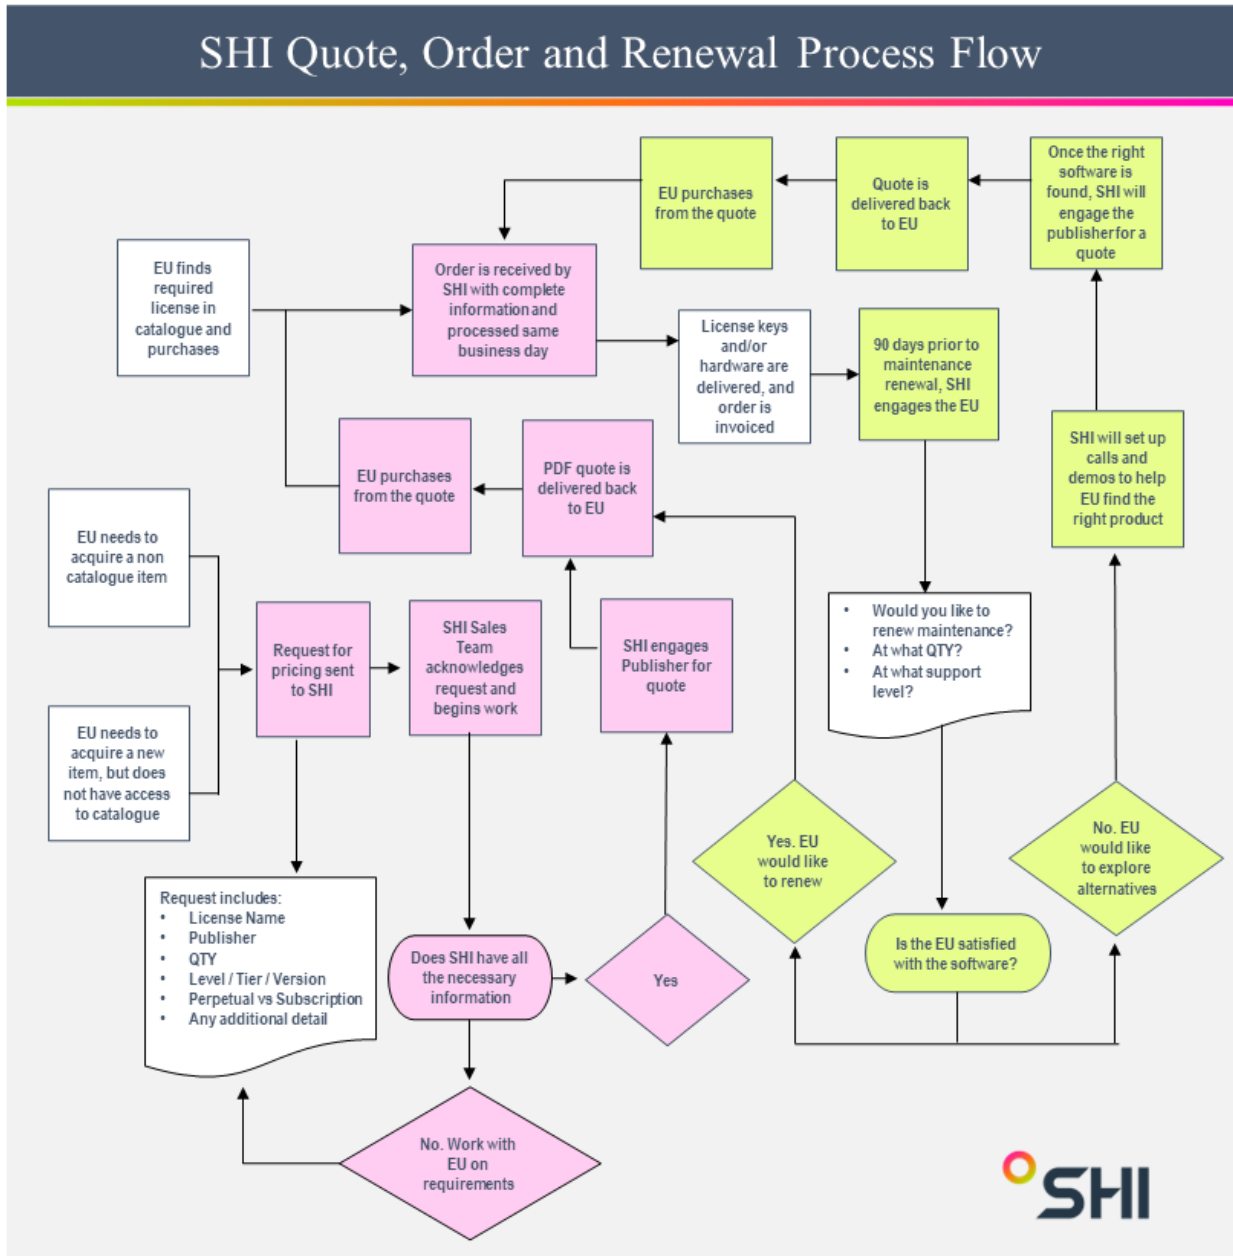 SHI Quote, Order and Renewal Process Flow
Once the right
software is
found, SHI will
engage the
publisher for a
quote
Quote is
delivered back
to EU
EU purchases
from the quote
EU finds
required
license in
catalogue and
purchases
Order is received by
SHI with complete
information and
processed same
business day
License keys
and/or
hardware are
delivered, and
order is
invoiced
90 days prior to
maintenance
renewal, SHI
engages the EU
SHI will set up
calls and
demos to help
EU find the
right product
EU purchases
from the quote
PDF quote is
delivered back
to EU
EU needs to
acquire a non
catalogue item
Request for
pricing sent
to SHI
SHI Sales
Team
acknowledges
request and
begins work
SHI engages
Publisher for
quote
• Would you like to
renew maintenance?
• At what QTY?
• At what support
level?
EU needs to
acquire a new
item, but does
not have access
to catalogue
Yes. EU
would like
to renew
No. EU
would like
to explore
alternatives
Request includes:
• License Name
• Publisher
• QTY
• Level / Tier / Version
• Perpetual vs Subscription
• Any additional detail
Does SHI have all
the necessary
information
Yes
Is the EU satisfied
with the software?
No. Work with
EU on
requirements
SHI